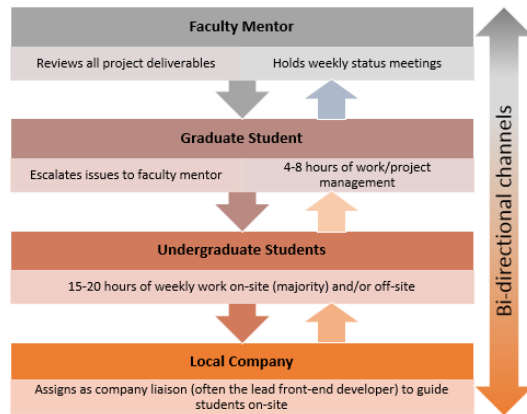 Faculty Mentor
Reviews all project deliverables
Holds weekly status meetings
Graduate Student
Escalates issues to faculty mentor
4-8 hours of work/project
management
Undergraduate Students
15-20 hours of weekly work on-site (majority) and/or off-site
Local Company
Assigns as company liaison (often the lead front-end developer) to guide
students on-site
Bi-directional channels